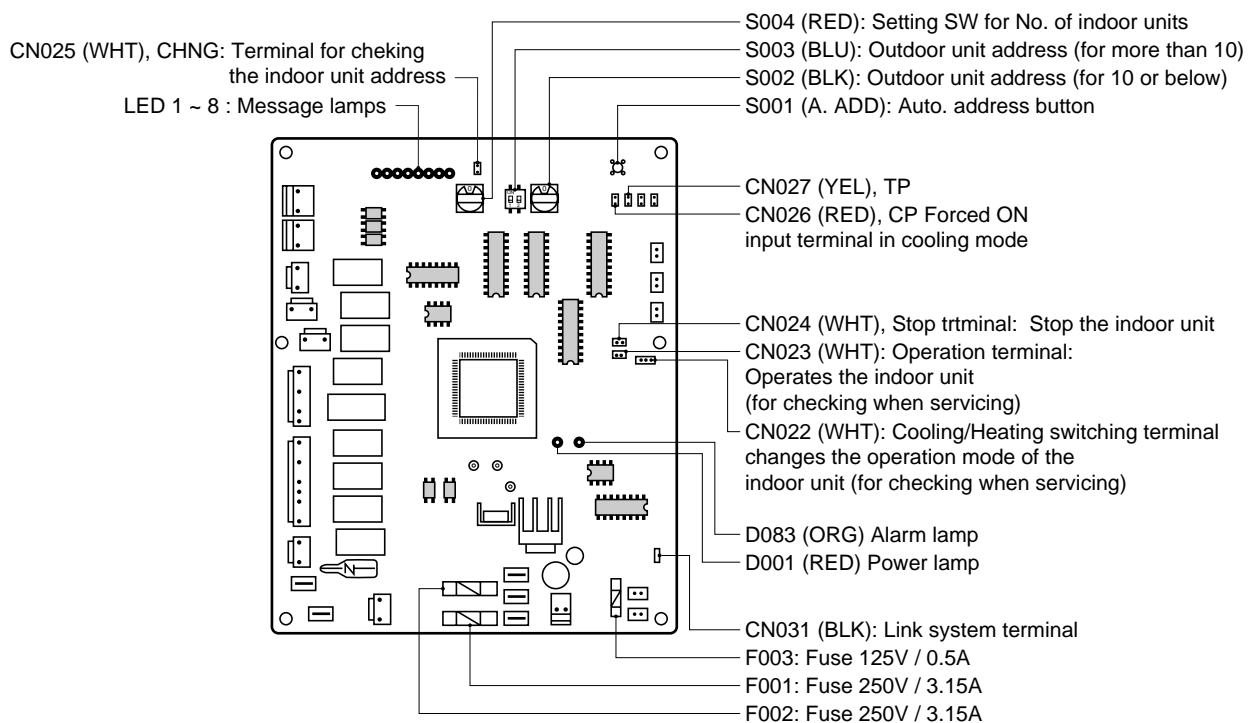 S004 (RED): Setting SW for No. of indoor units
CN025 (WHT), CHNG: Terminal for cheking
the indoor unit address
S003 (BLU): Outdoor unit address (for more than 10)
S002 (BLK): Outdoor unit address (for 10 or below)
LED 1 ~ 8 : Message lamps
S001 (A. ADD): Auto. address button
CN027 (YEL), TP
CN026 (RED), CP Forced ON
input terminal in cooling mode
CN024 (WHT), Stop trtminal: Stop the indoor unit
CN023 (WHT): Operation terminal:
Operates the indoor unit
(for checking when servicing)
CN022 (WHT): Cooling/Heating switching terminal
changes the operation mode of the
indoor unit (for checking when servicing)
D083 (ORG) Alarm lamp
D001 (RED) Power lamp
CN031 (BLK): Link system terminal
F003: Fuse 125V / 0.5A
F001: Fuse 250V / 3.15A
F002: Fuse 250V / 3.15A